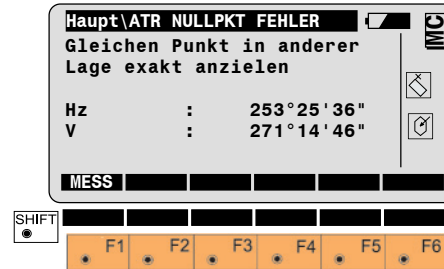 Haupt\ATR NULLPKT FEHLER
MC
Gleichen Punkt in anderer
Lage exakt anzielen
Hz : 253°25'36"
V : 271°14'46"
MESS
SHIFT
F1 F2 F3 F4 F5 F6